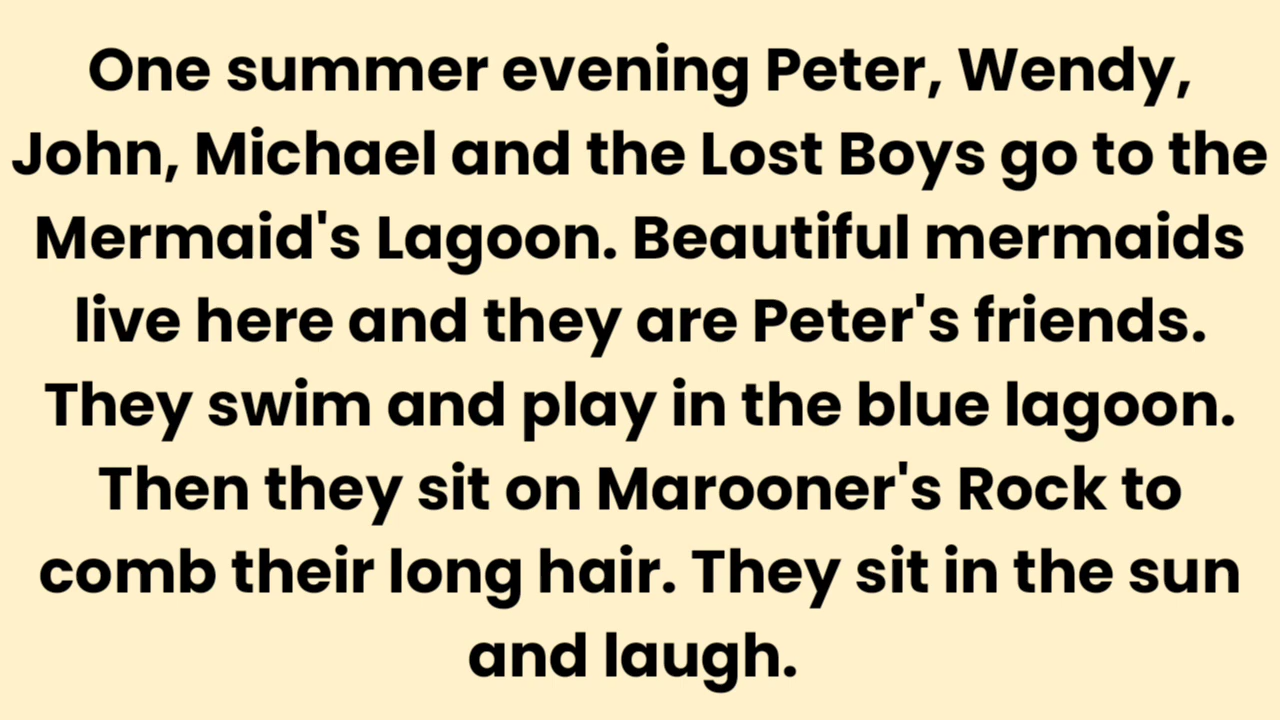 One summer evening Peter, Wendy,
John, Michael and the Lost Boys go to the
Mermaid's Lagoon. Beautiful mermaids
live here and they are Peter's friends.
They swim and play in the blue lagoon.
Then they sit on Marooner's Rock to
comb their long hair. They sit in the sun
and laugh.